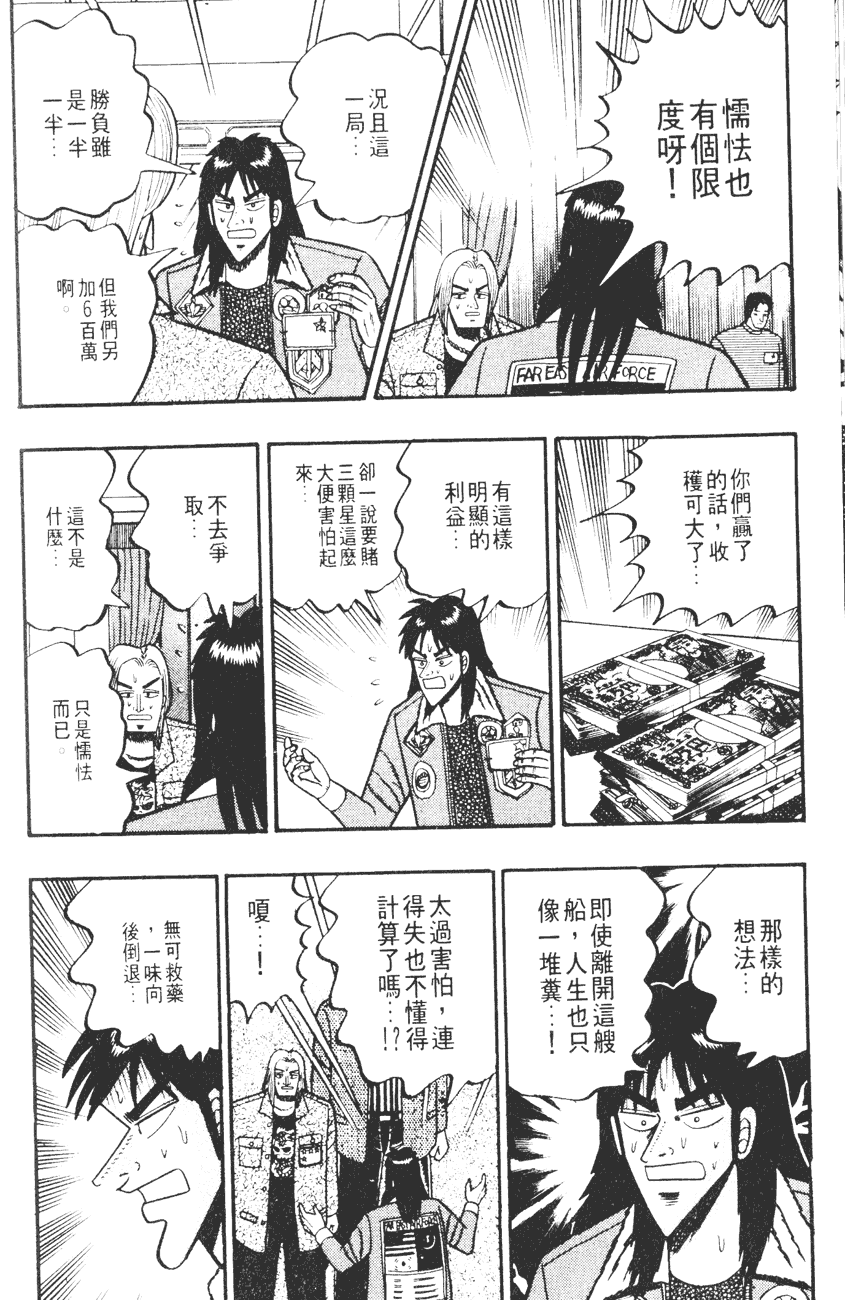 懦怯也
有個限
度呀！
FAR EAST AIR FORCE
況且這
一局…
勝負雖
是一半
一半…
但我們另
加6百萬
啊。
你們贏了
的話，收
穫可大了…
有這樣
明顯的
利益…
卻一說要賭
三顆星這麼
大便害怕起
來…
不去爭
取…
這不是
什麼…
只是懦怯
而已。
那樣的
想法…
即使離開這艘
船，人生也只
像一堆糞…！
太過害怕，連
得失也不懂得
計算了嗎…!?
嗄…！
無可救藥
，一味向
後倒退…